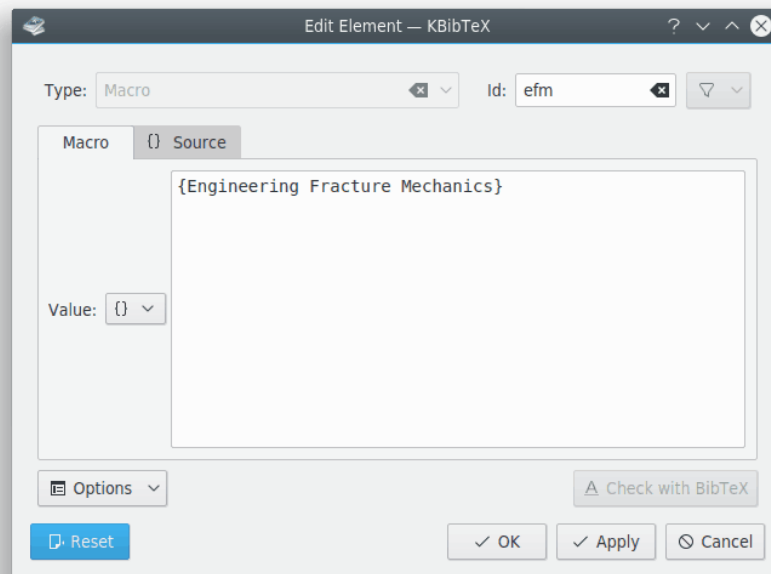 Edit Element — KBibTeX
Type: Macro Id: efm
Macro {} Source
{Engineering Fracture Mechanics}
Value: {}
Options Check with BibTeX
Reset OK Apply Cancel